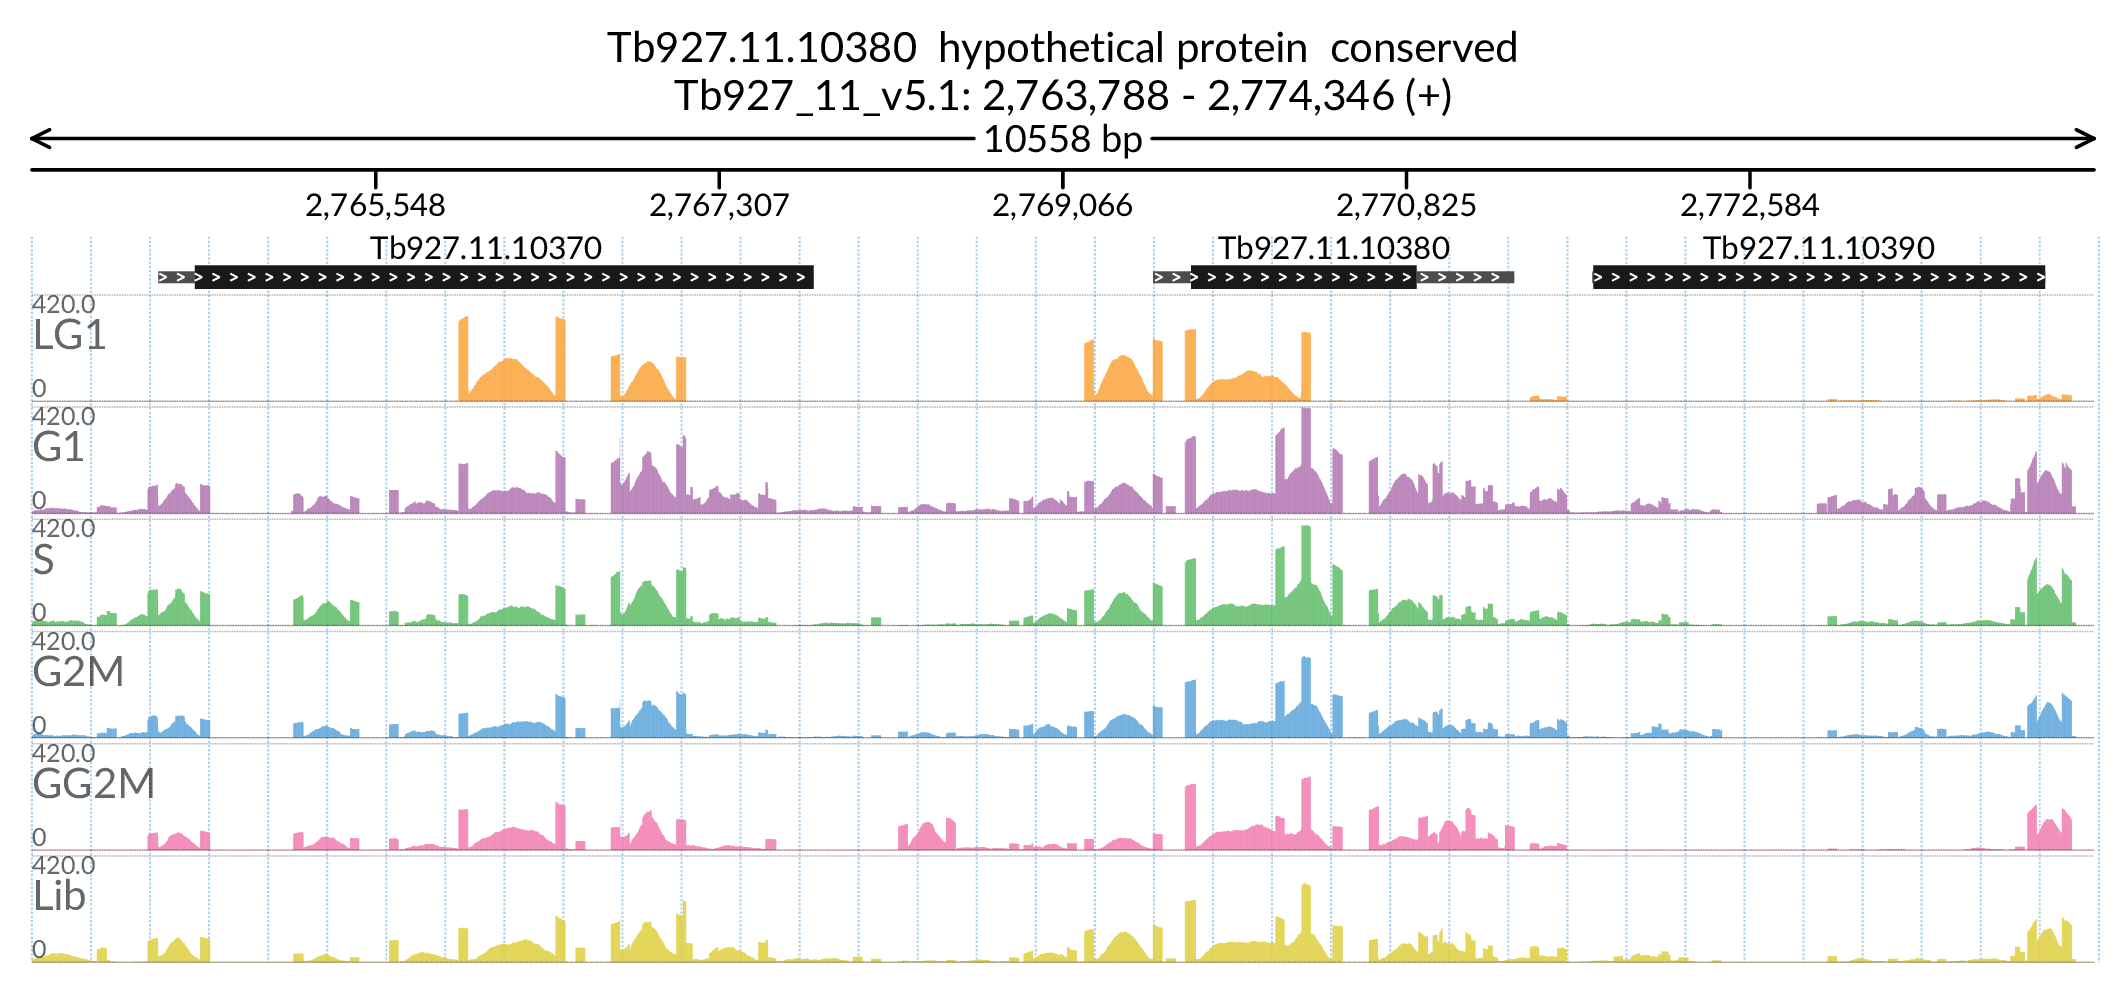 Tb927.11.10380 hypothetical protein conserved
Tb927_11_v5.1: 2,763,788 - 2,774,346 (+)
10558 bp
2,765,548 2,767,307 2,769,066 2,770,825 2,772,584
Tb927.11.10370 Tb927.11.10380 Tb927.11.10390
420.0
LG1
0
420.0
G1
0
420.0
S
0
420.0
G2M
0
420.0
GG2M
0
420.0
Lib
0